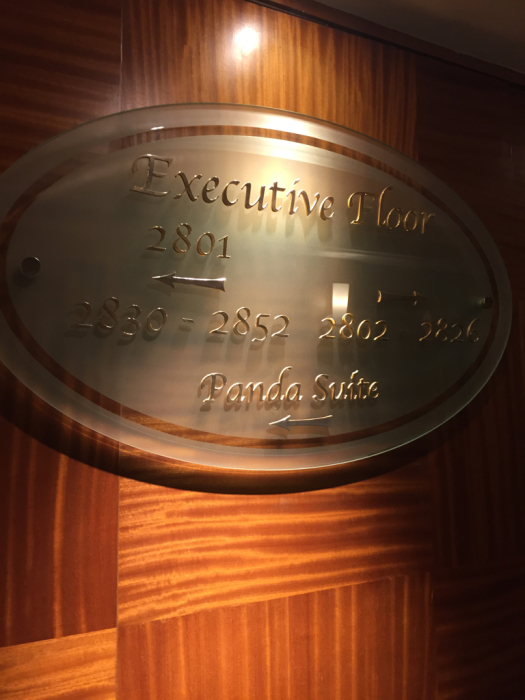 Executive Floor
2801
2830 - 2852 2802 - 2826
Panda Suite